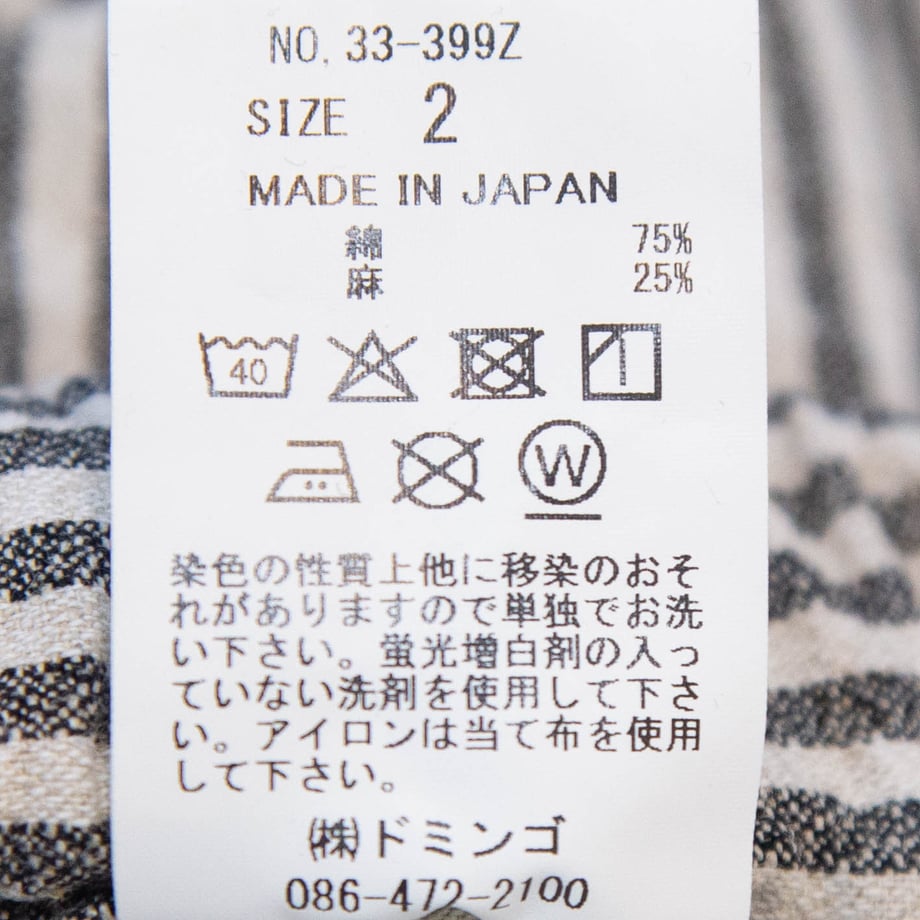 NO. 33-399Z
SIZE 2
MADE IN JAPAN
綿 75%
麻 25%
40
W
染色の性質上他に移染のおそ
れがありますので単独でお洗
い下さい。蛍光増白剤の入っ
ていない洗剤を使用して下さ
い。アイロンは当て布を使用
して下さい。
㈱ドミンゴ
086-472-2100